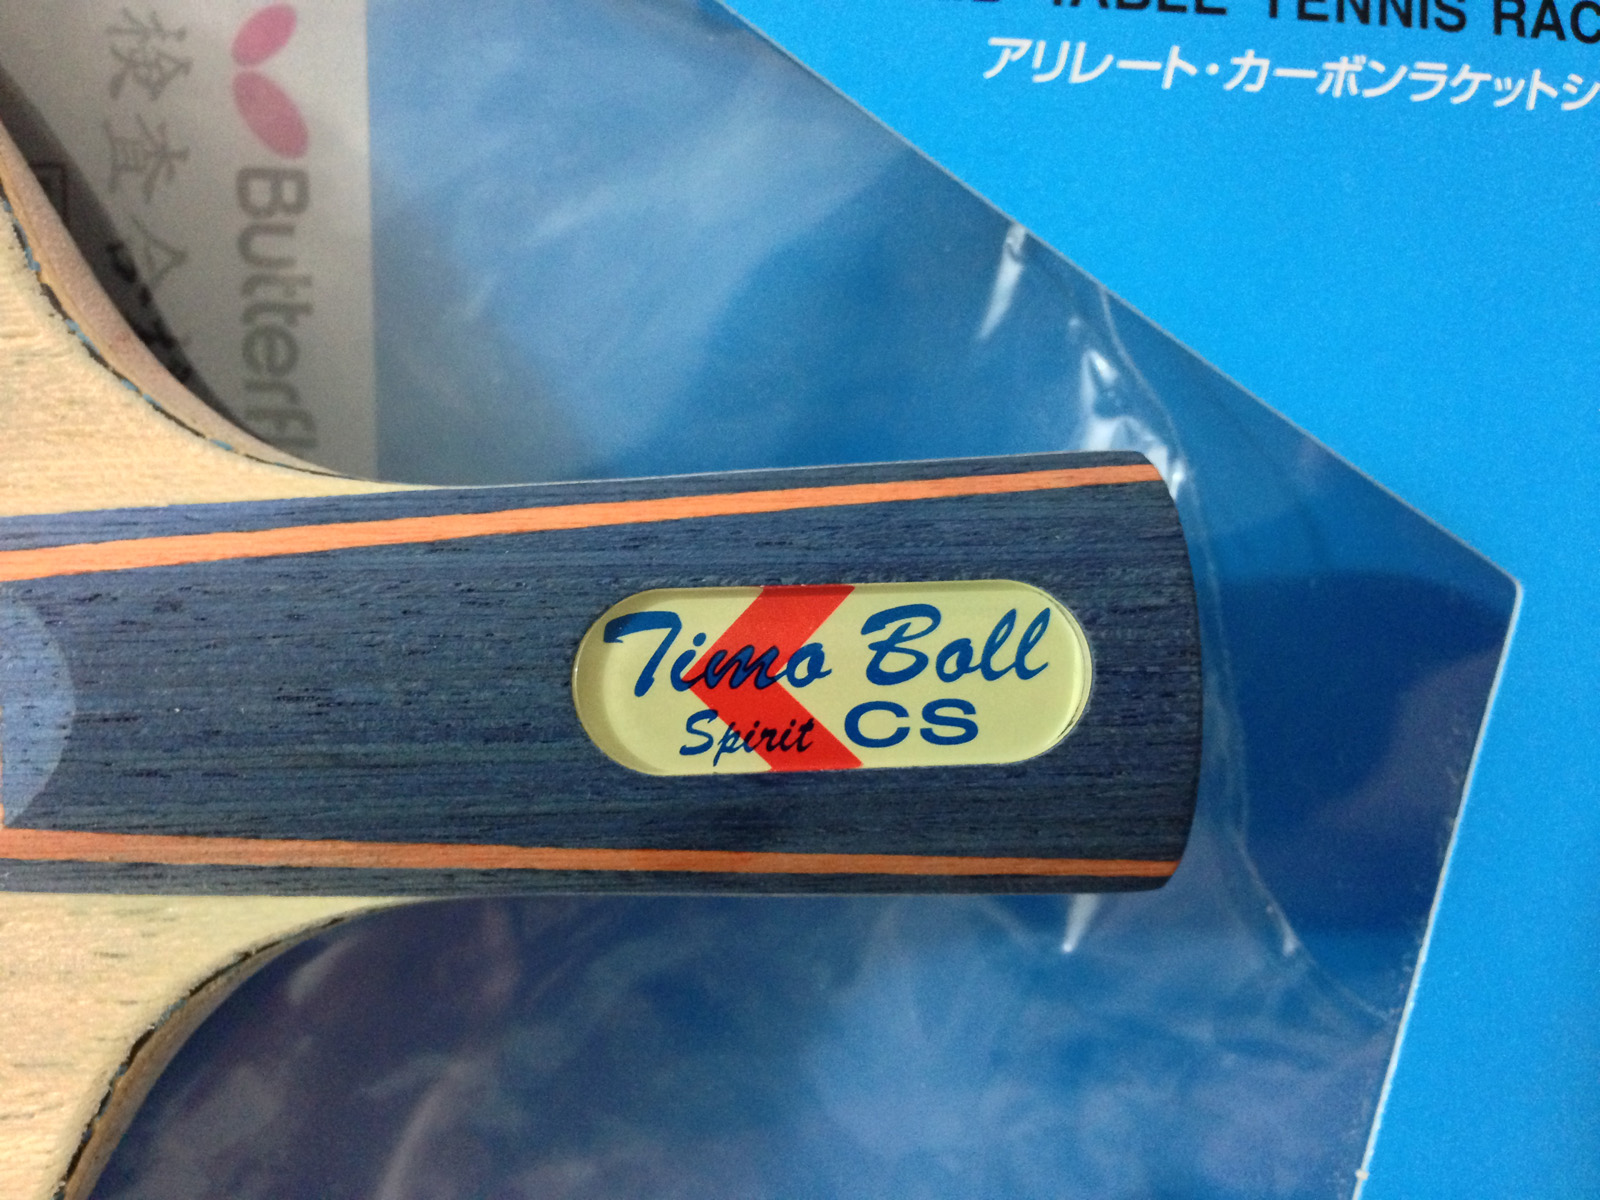 TABLE TENNIS RAC
アリレート・カーボンラケットシ
検査合
Butterfl
Timo Boll
Spirit CS